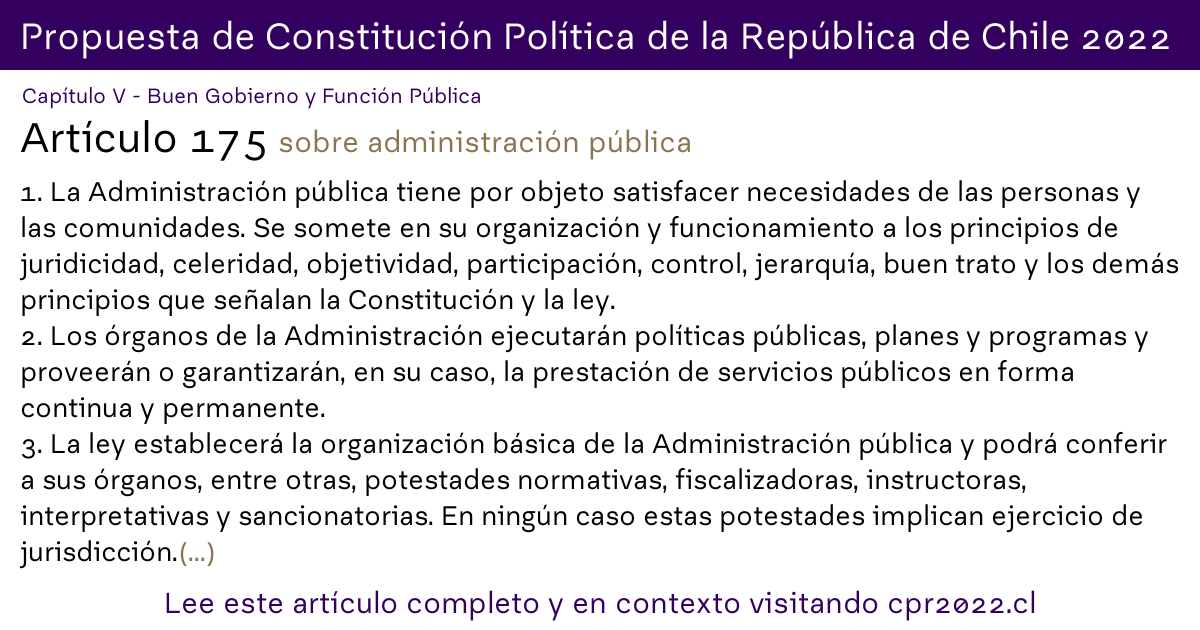 Propuesta de Constitución Política de la República de Chile 2022
Capítulo V - Buen Gobierno y Función Pública
Artículo 175 sobre administración pública
1. La Administración pública tiene por objeto satisfacer necesidades de las personas y
las comunidades. Se somete en su organización y funcionamiento a los principios de
juridicidad, celeridad, objetividad, participación, control, jerarquía, buen trato y los demás
principios que señalan la Constitución y la ley.
2. Los órganos de la Administración ejecutarán políticas públicas, planes y programas y
proveerán o garantizarán, en su caso, la prestación de servicios públicos en forma
continua y permanente.
3. La ley establecerá la organización básica de la Administración pública y podrá conferir
a sus órganos, entre otras, potestades normativas, fiscalizadoras, instructoras,
interpretativas y sancionatorias. En ningún caso estas potestades implican ejercicio de
jurisdicción.(...)
Lee este artículo completo y en contexto visitando cpr2022.cl